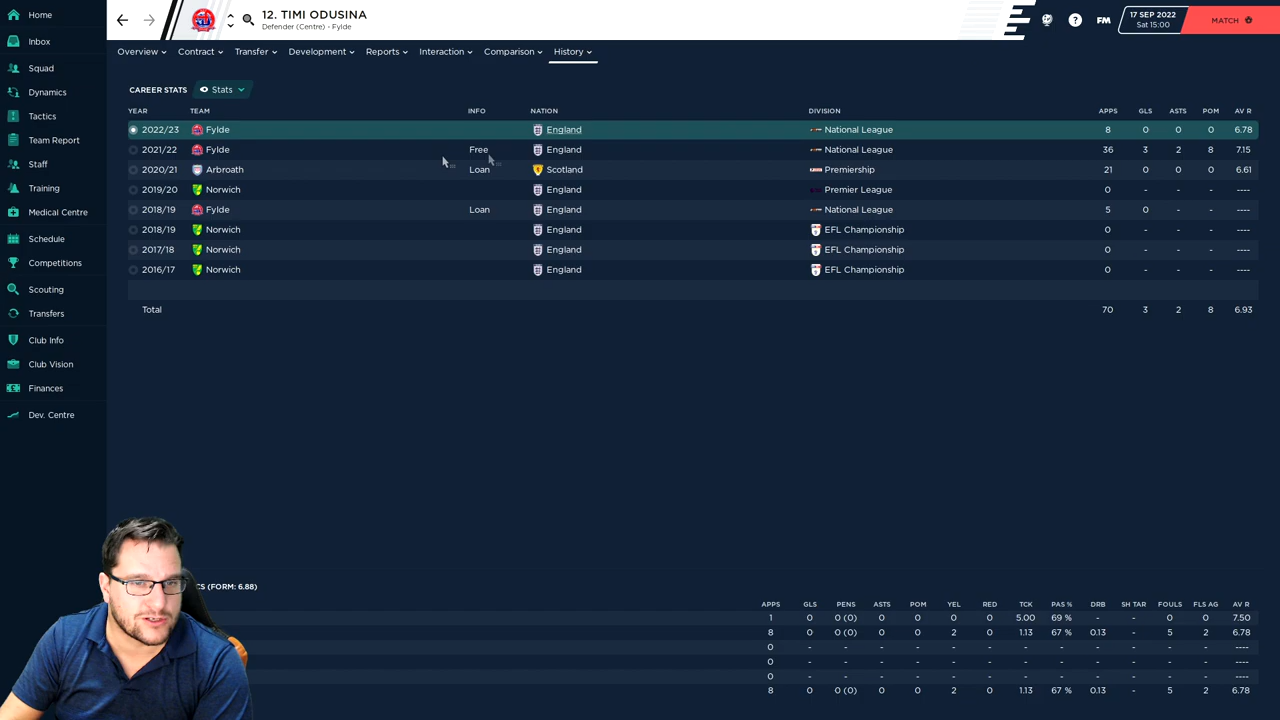 Home
12. TIMI ODUSINA
Defender (Centre) - Fylde
17 SEP 2022
Sat 15:00
MATCH
FM
Inbox
Squad
Dynamics
Tactics
Team Report
Staff
Training
Medical Centre
Schedule
Competitions
Scouting
Transfers
Club Info
Club Vision
Finances
Dev. Centre
Overview Contract Transfer Development Reports Interaction Comparison History
CAREER STATS Stats
YEAR TEAM INFO NATION DIVISION APPS GLS ASTS POM AV R
2022/23 Fylde England National League 8 0 0 0 6.78
2021/22 Fylde Free England National League 36 3 2 8 7.15
2020/21 Arbroath Loan Scotland Premiership 21 0 0 0 6.61
2019/20 Norwich England Premier League 0 - - - ----
2018/19 Fylde Loan England National League 5 0 - - ----
2018/19 Norwich England EFL Championship 0 - - - ----
2017/18 Norwich England EFL Championship 0 - - - ----
2016/17 Norwich England EFL Championship 0 - - - ----
Total 70 3 2 8 6.93
CS (FORM: 6.88)
APPS GLS PENS ASTS POM YEL RED TCK PAS % DRB SH TAR FOULS FLS AG AV R
1 0 0 (0) 0 0 0 0 5.00 69 % - - 0 0 7.50
8 0 0 (0) 0 0 2 0 1.13 67 % 0.13 - 5 2 6.78
0 - - - - - - - - - - - - ----
0 - - - - - - - - - - - - ----
0 - - - - - - - - - - - - ----
8 0 0 (0) 0 0 2 0 1.13 67 % 0.13 - 5 2 6.78